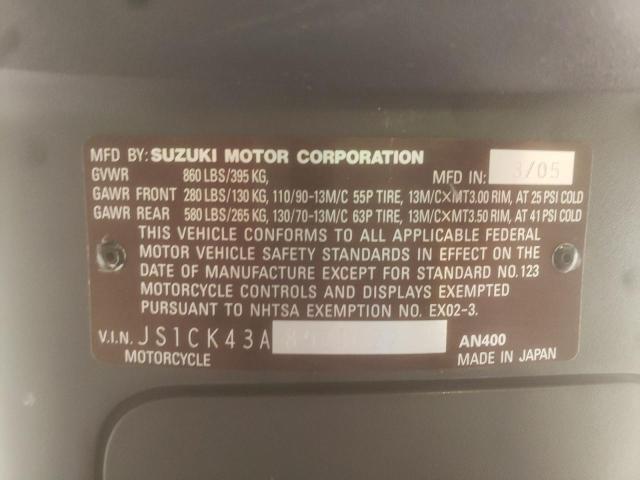 MFD BY: SUZUKI MOTOR CORPORATION
GVWR 860 LBS/395 KG, MFD IN: 3/05
GAWR FRONT 280 LBS/130 KG, 110/90-13M/C 55P TIRE, 13M/C×MT3.00 RIM, AT 25 PSI COLD
GAWR REAR 580 LBS/265 KG, 130/70-13M/C 63P TIRE, 13M/C×MT3.50 RIM, AT 41 PSI COLD
THIS VEHICLE CONFORMS TO ALL APPLICABLE FEDERAL
MOTOR VEHICLE SAFETY STANDARDS IN EFFECT ON THE
DATE OF MANUFACTURE EXCEPT FOR STANDARD NO. 123
MOTORCYCLE CONTROLS AND DISPLAYS EXEMPTED
PURSUANT TO NHTSA EXEMPTION NO. EX02-3.
V.I.N. JS1CK43A AN400
MOTORCYCLE MADE IN JAPAN